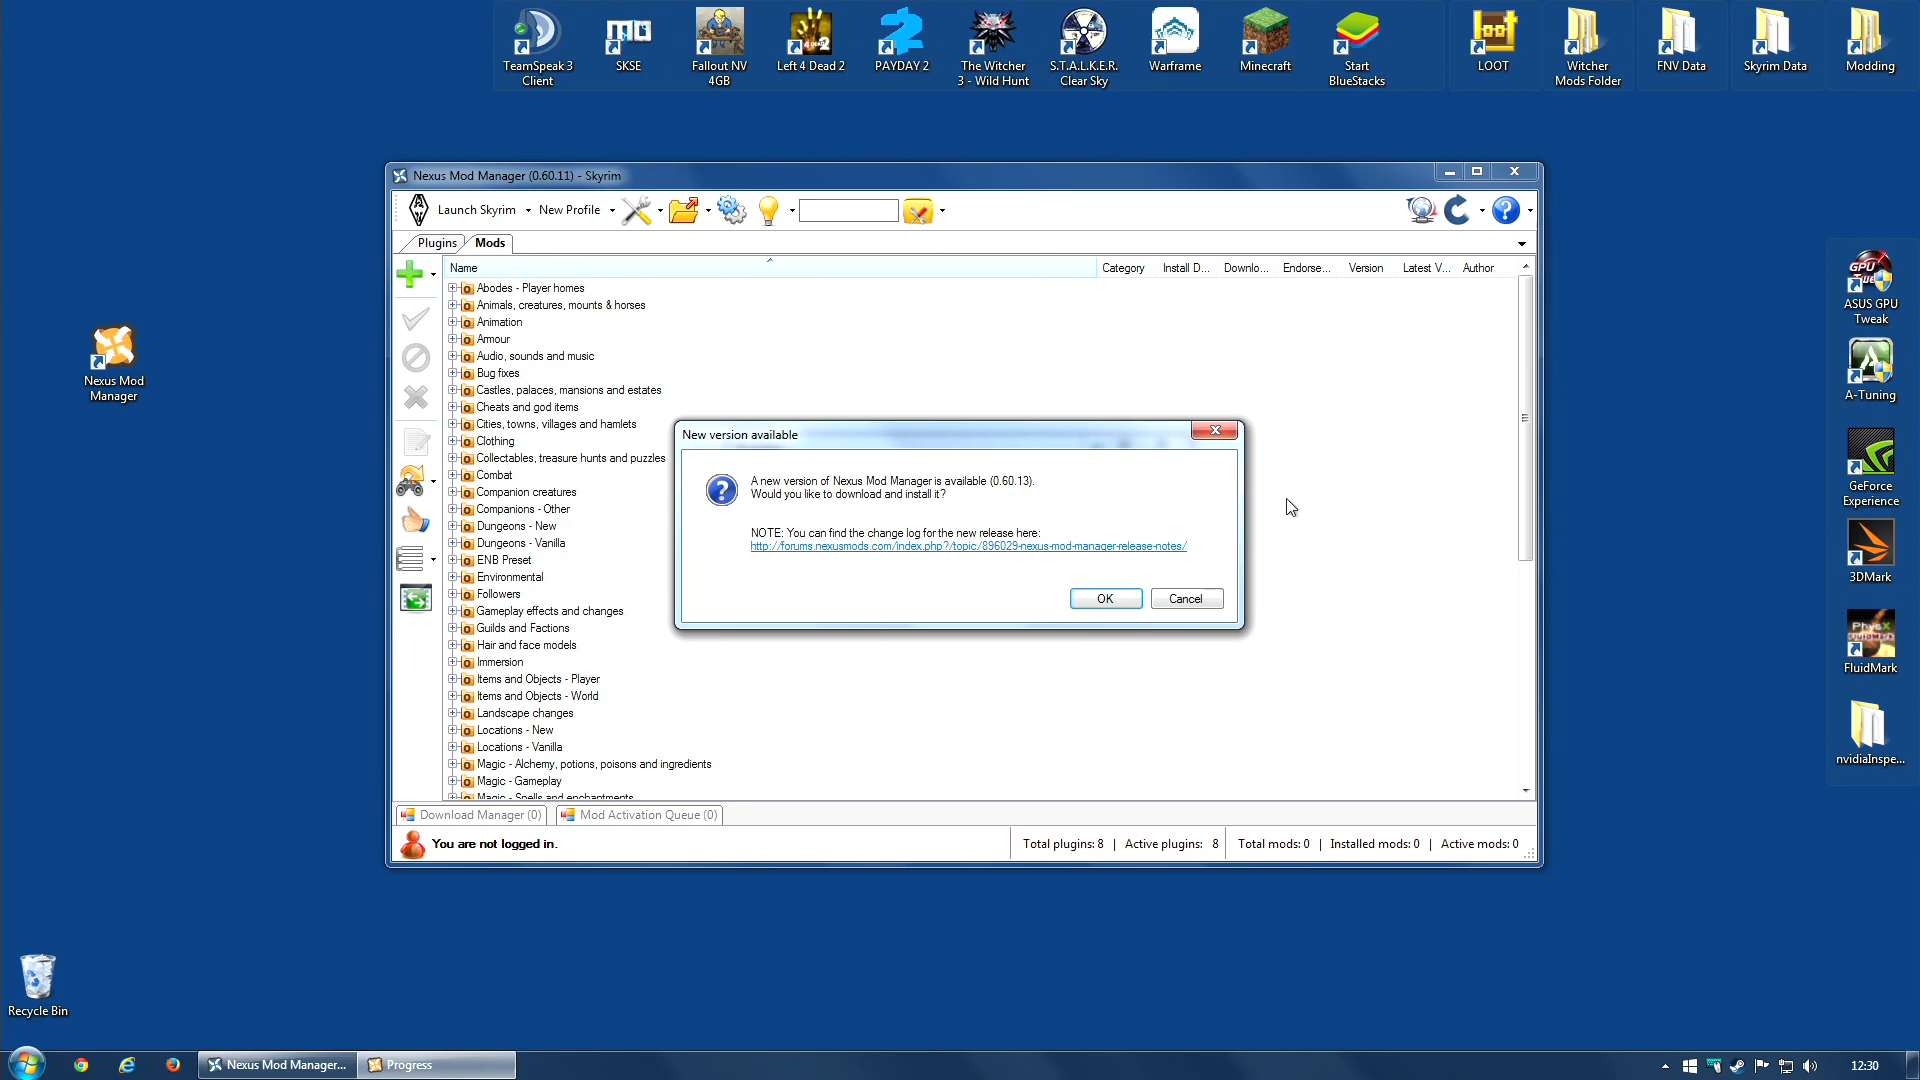 TeamSpeak 3
Client
SKSE
Fallout NV
4GB
Left 4 Dead 2
PAYDAY 2
The Witcher
3 - Wild Hunt
S.T.A.L.K.E.R.
Clear Sky
Warframe
Minecraft
Start
BlueStacks
LOOT
Witcher
Mods Folder
FNV Data
Skyrim Data
Modding
Nexus Mod
Manager
Recycle Bin
Nexus Mod Manager (0.60.11) - Skyrim
Launch Skyrim
New Profile
Plugins
Mods
Name
Category
Install D...
Downlo...
Endorse...
Version
Latest V...
Author
Abodes - Player homes
Animals, creatures, mounts & horses
Animation
Amour
Audio, sounds and music
Bug fixes
Castles, palaces, mansions and estates
Cheats and god items
Cities, towns, villages and hamlets
Clothing
Collectables, treasure hunts and puzzles
Combat
Companion creatures
Companions - Other
Dungeons - New
Dungeons - Vanilla
ENB Preset
Environmental
Followers
Gameplay effects and changes
Guilds and Factions
Hair and face models
Immersion
Items and Objects - Player
Items and Objects - World
Landscape changes
Locations - New
Locations - Vanilla
Magic - Alchemy, potions, poisons and ingredients
Magic - Gameplay
Magic - Spells and enchantments
New version available
A new version of Nexus Mod Manager is available (0.60.13).
Would you like to download and install it?
NOTE: You can find the change log for the new release here:
http://forums.nexusmods.com/index.php?/topic/896029-nexus-mod-manager-release-notes/
OK
Cancel
Download Manager (0)
Mod Activation Queue (0)
You are not logged in.
Total plugins: 8 | Active plugins: 8
Total mods: 0 | Installed mods: 0 | Active mods: 0
ASUS GPU
Tweak
A-Tuning
GeForce
Experience
3DMark
FluidMark
nvidiaInspe...
Nexus Mod Manager...
Progress
12:30